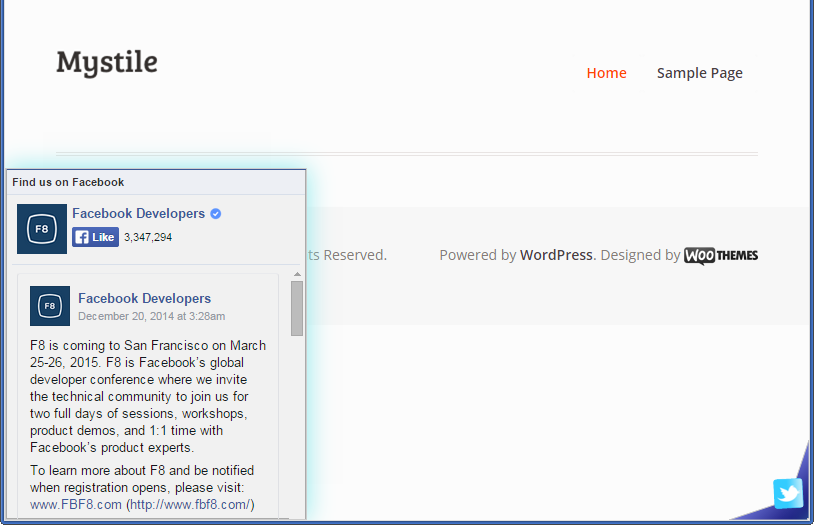 Mystile
Home Sample Page
Find us on Facebook
Facebook Developers
F8
Like 3,347,294
ts Reserved.
Powered by WordPress. Designed by WOOTHEMES
F8
Facebook Developers
December 20, 2014 at 3:28am
F8 is coming to San Francisco on March
25-26, 2015. F8 is Facebook's global
developer conference where we invite
the technical community to join us for
two full days of sessions, workshops,
product demos, and 1:1 time with
Facebook's product experts.
To learn more about F8 and be notified
when registration opens, please visit:
www.FBF8.com (http://www.fbf8.com/)